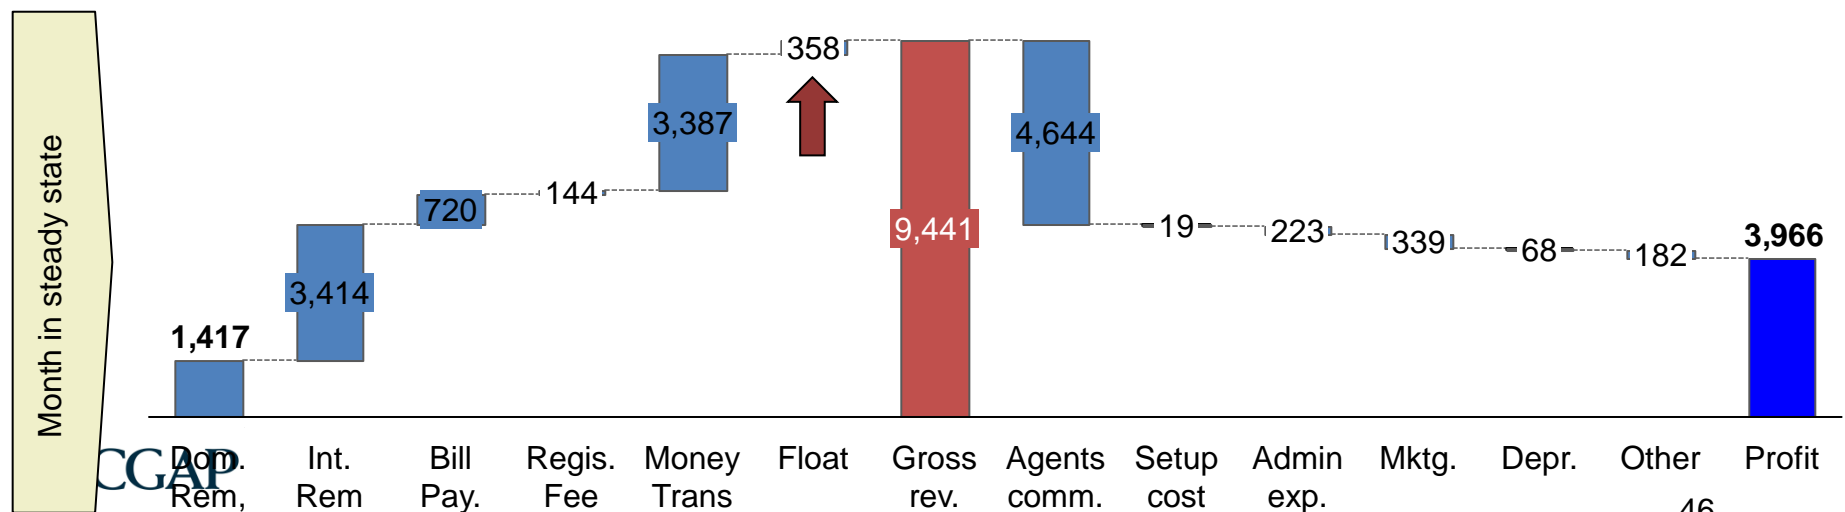 Month in steady state
1,417
3,414
720
144
3,387
358
9,441
4,644
19
223
339
68
182
3,966
Dom.
Rem,
Int.
Rem
Bill
Pay.
Regis.
Fee
Money
Trans
Float
Gross
rev.
Agents
comm.
Setup
cost
Admin
exp.
Mktg.
Depr.
Other
Profit
CGAP
46